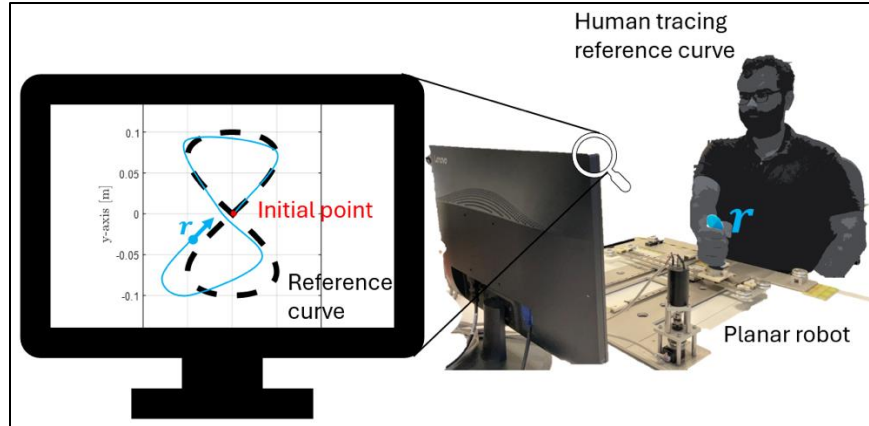 Human tracing
reference curve
0.1
0.05
0
-0.05
-0.1
y-axis [m]
r
Initial point
Reference
curve
Lenovo
r
Planar robot